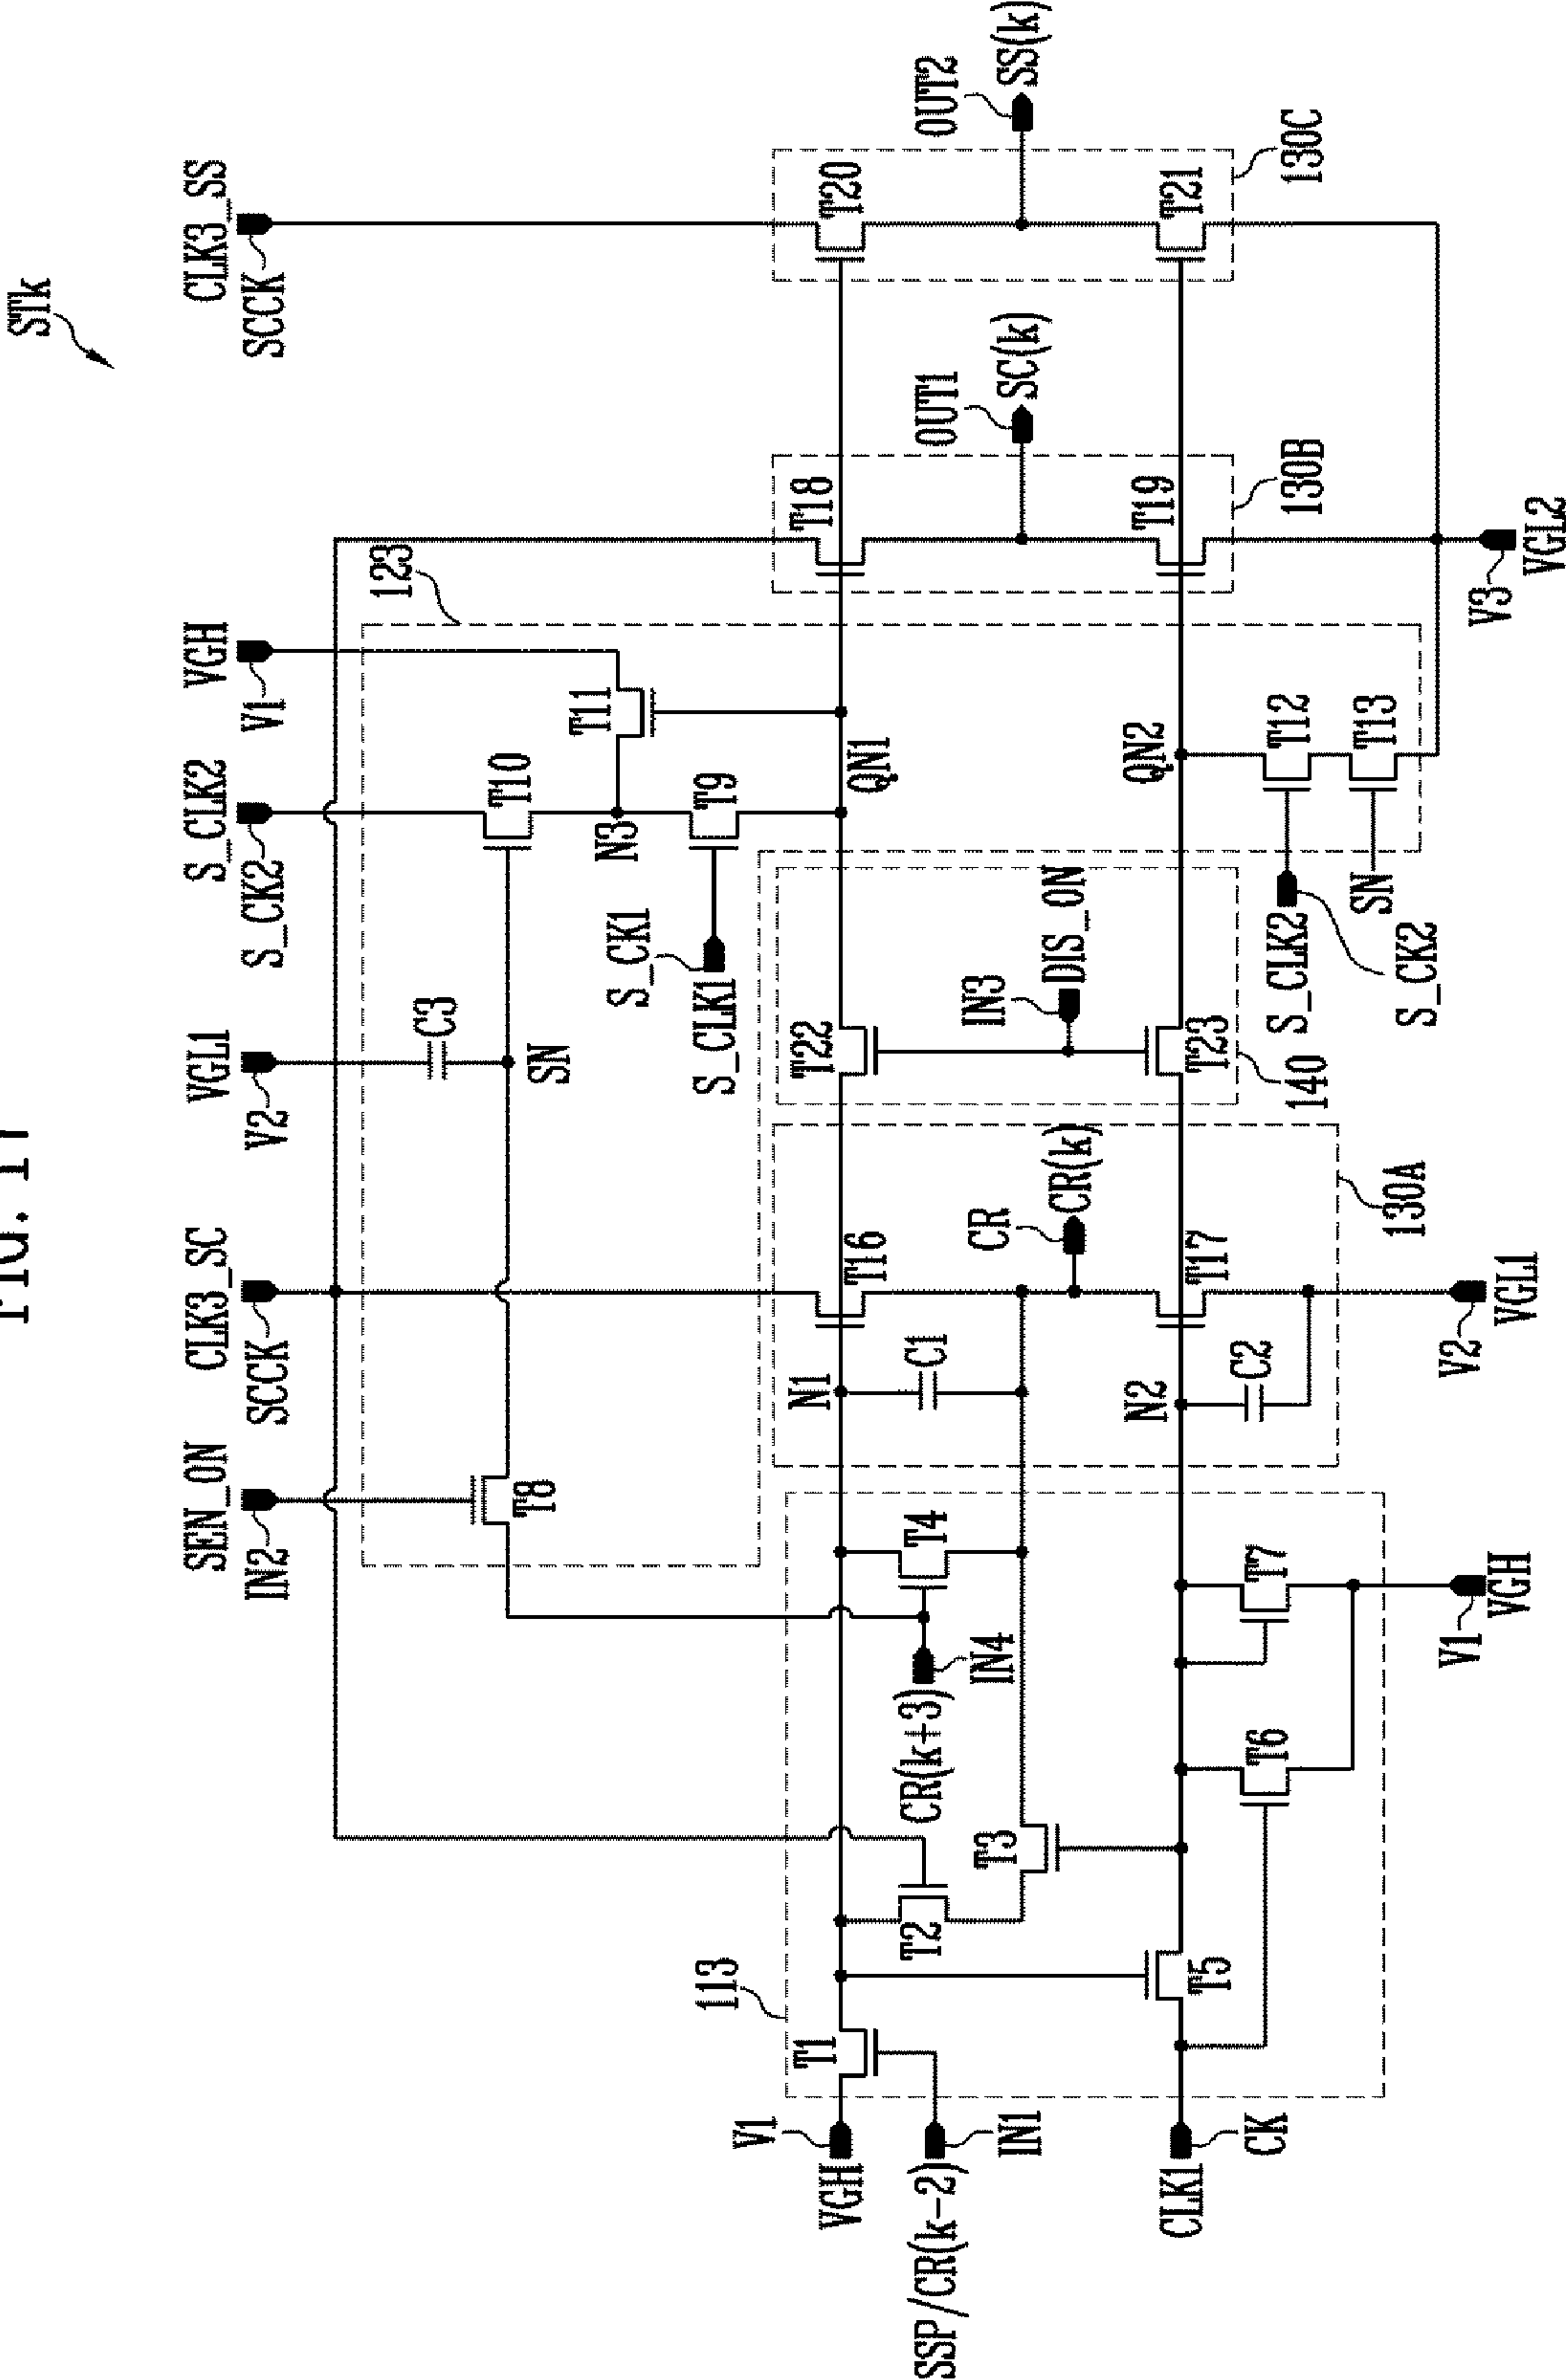 STk
CLK3_SS
SCCK
S_CLK2
S_CK2
VGH
V1
VGL1
V2
CLK3_SC
SCCK
SEN_ON
IN2
123
T10
T11
N3
T9
S_CK1
S_CLK1
C3
SN
T8
OUT2
SS(k)
T20
T21
130C
OUT1
SC(k)
T18
T19
130B
QN1
QN2
T12
T13
S_CLK2
SN
S_CK2
V3
VGL2
T22
IN3
DIS_ON
T23
140
T16
CR
CR(k)
T17
130A
N1
C1
N2
C2
V2
VGL1
T4
IN4
CR(k+3)
T3
T2
T7
T6
T5
V1
VGH
113
T1
V1
VGH
SSP/CR(k-2)
IN1
CLK1
CK